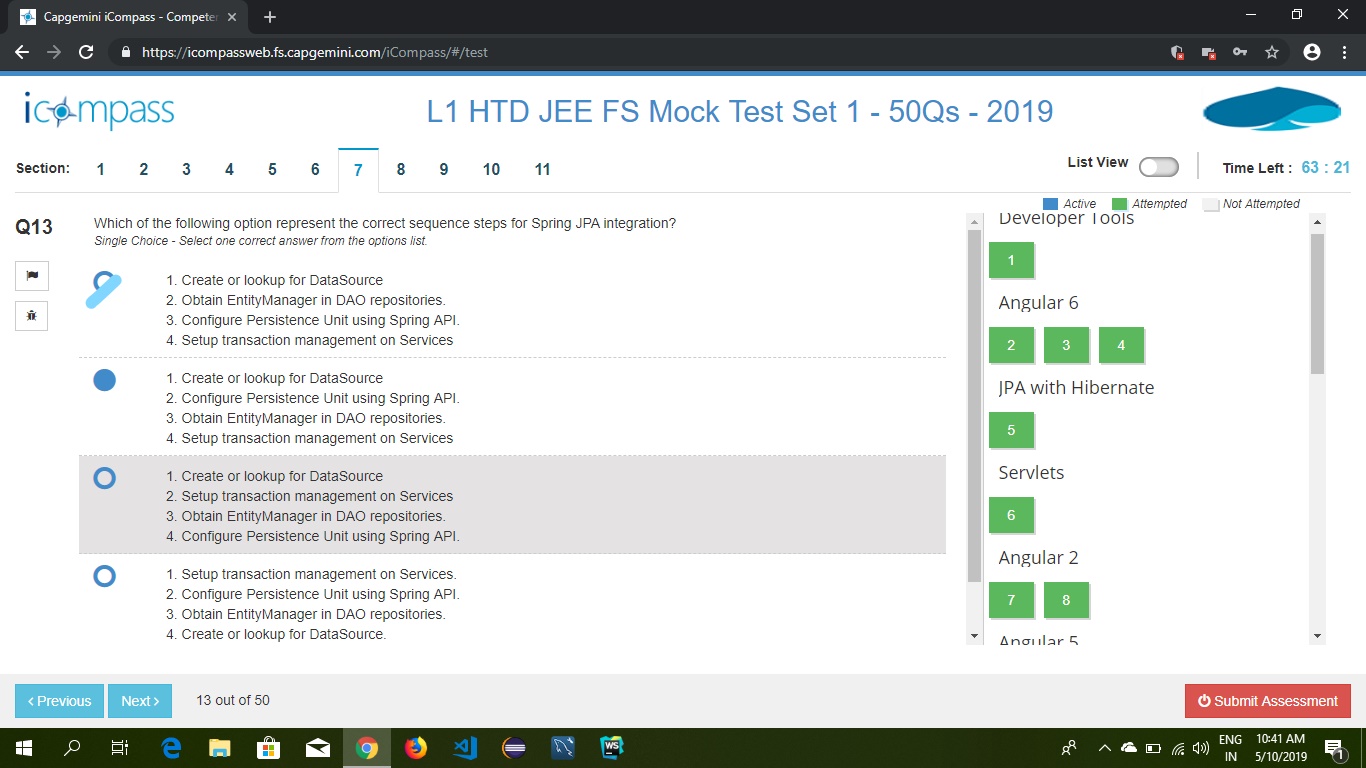 Capgemini iCompass - Competen
https://icompassweb.fs.capgemini.com/iCompass/#/test
icompass
L1 HTD JEE FS Mock Test Set 1 - 50Qs - 2019
Section: 1 2 3 4 5 6 7 8 9 10 11
List View
Time Left : 63 : 21
Active Attempted Not Attempted
Q13
Which of the following option represent the correct sequence steps for Spring JPA integration?
Single Choice - Select one correct answer from the options list.
1. Create or lookup for DataSource
2. Obtain EntityManager in DAO repositories.
3. Configure Persistence Unit using Spring API.
4. Setup transaction management on Services
1. Create or lookup for DataSource
2. Configure Persistence Unit using Spring API.
3. Obtain EntityManager in DAO repositories.
4. Setup transaction management on Services
1. Create or lookup for DataSource
2. Setup transaction management on Services
3. Obtain EntityManager in DAO repositories.
4. Configure Persistence Unit using Spring API.
1. Setup transaction management on Services.
2. Configure Persistence Unit using Spring API.
3. Obtain EntityManager in DAO repositories.
4. Create or lookup for DataSource.
Developer Tools
1
Angular 6
2 3 4
JPA with Hibernate
5
Servlets
6
Angular 2
7 8
Angular 5
Previous
Next
13 out of 50
Submit Assessment
WS
ENG
IN
10:41 AM
5/10/2019
1